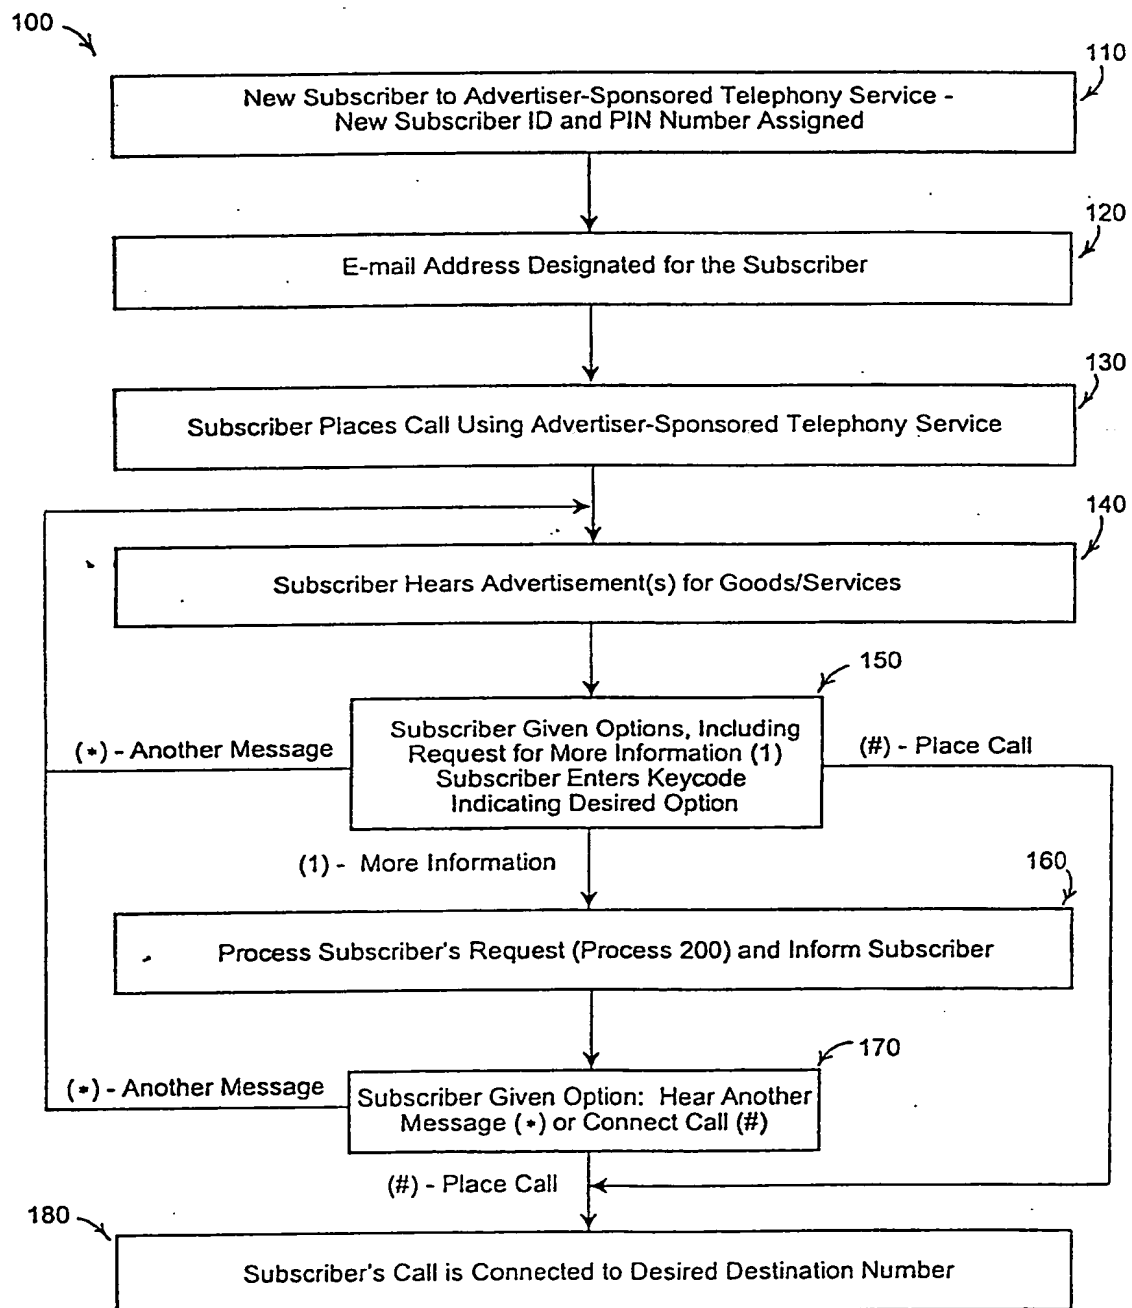 100
110
New Subscriber to Advertiser-Sponsored Telephony Service -
New Subscriber ID and PIN Number Assigned
120
E-mail Address Designated for the Subscriber
130
Subscriber Places Call Using Advertiser-Sponsored Telephony Service
140
Subscriber Hears Advertisement(s) for Goods/Services
150
Subscriber Given Options, Including
Request for More Information (1)
Subscriber Enters Keycode
Indicating Desired Option
(*) - Another Message
(#) - Place Call
(1) - More Information
160
Process Subscriber's Request (Process 200) and Inform Subscriber
170
(*) - Another Message
Subscriber Given Option: Hear Another
Message (*) or Connect Call (#)
(#) - Place Call
180
Subscriber's Call is Connected to Desired Destination Number